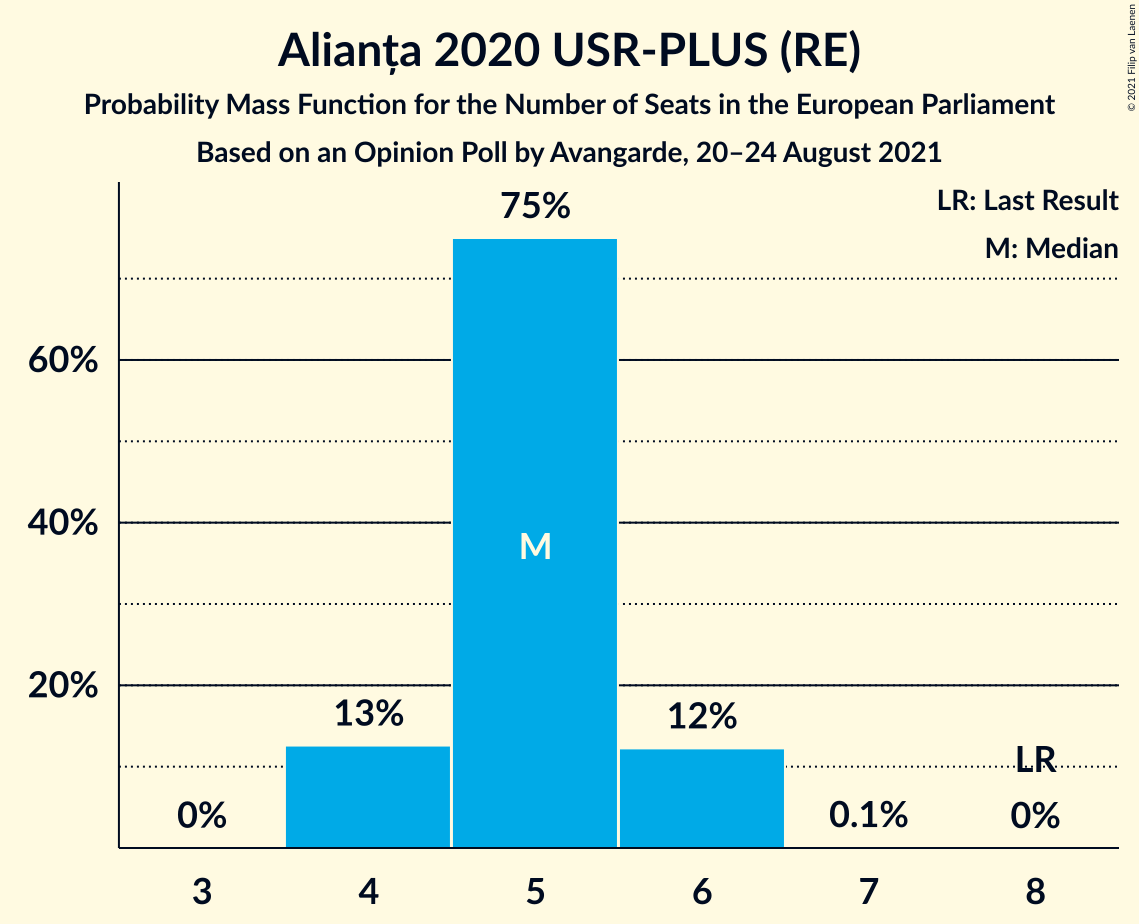 Alianța 2020 USR-PLUS (RE)
Probability Mass Function for the Number of Seats in the European Parliament
Based on an Opinion Poll by Avangarde, 20–24 August 2021
© 2021 Filip van Laenen
LR: Last Result
M: Median
75%
60%
40%
M
20%
13%
12%
LR
0%
0.1%
0%
3 4 5 6 7 8